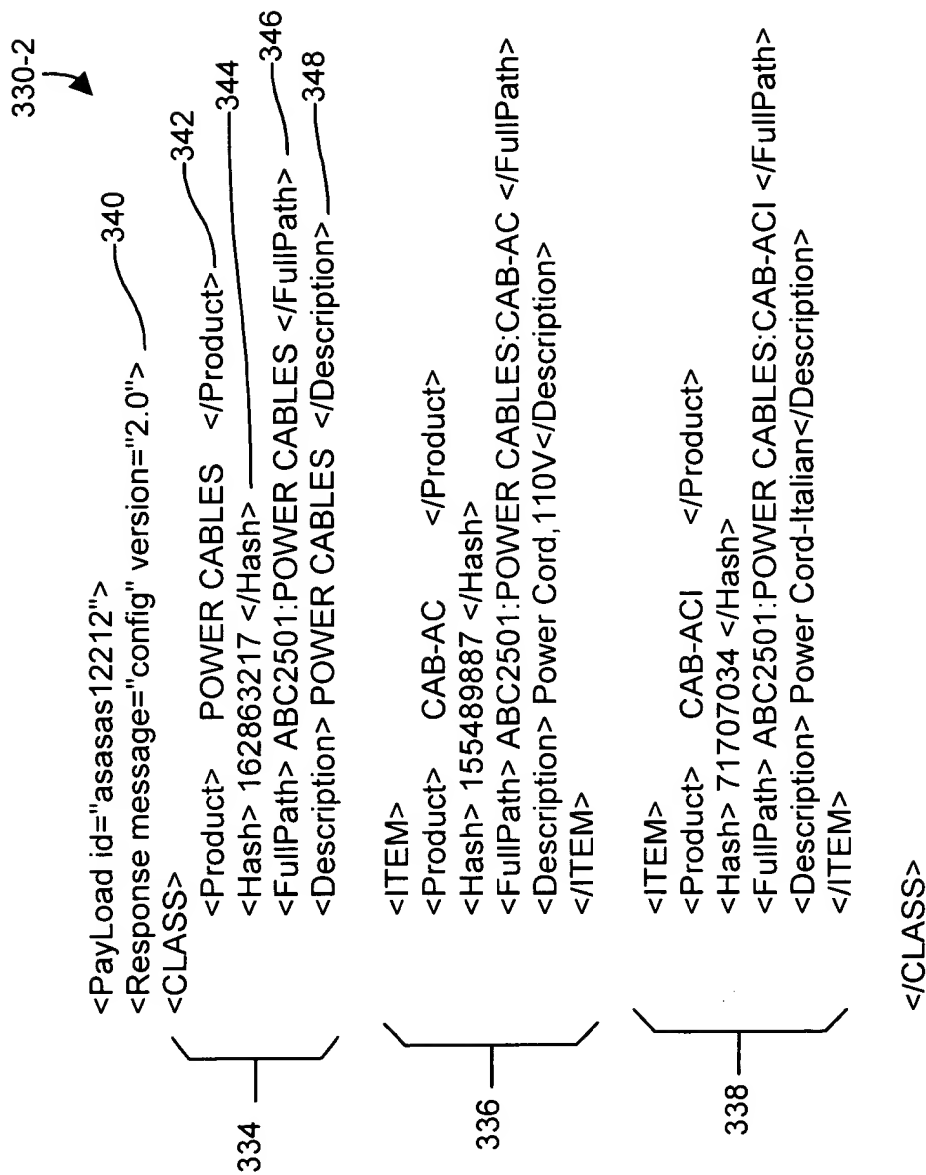 330-2
<PayLoad id="asasas12212">
<Response message="config" version="2.0"> 340
<CLASS>
334
<Product> POWER CABLES </Product> 342
<Hash> 162863217 </Hash> 344
<FullPath> ABC2501:POWER CABLES </FullPath> 346
<Description> POWER CABLES </Description> 348
336
<ITEM>
<Product> CAB-AC </Product>
<Hash> 155489887 </Hash>
<FullPath> ABC2501:POWER CABLES:CAB-AC </FullPath>
<Description> Power Cord,110V</Description>
</ITEM>
338
<ITEM>
<Product> CAB-ACI </Product>
<Hash> 71707034 </Hash>
<FullPath> ABC2501:POWER CABLES:CAB-ACI </FullPath>
<Description> Power Cord-Italian</Description>
</ITEM>
</CLASS>